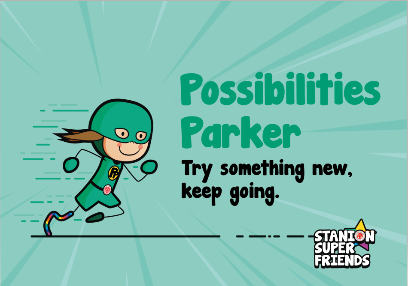 Possibilities
Parker
Try something new,
keep going.
STANION
SUPER
FRIENDS